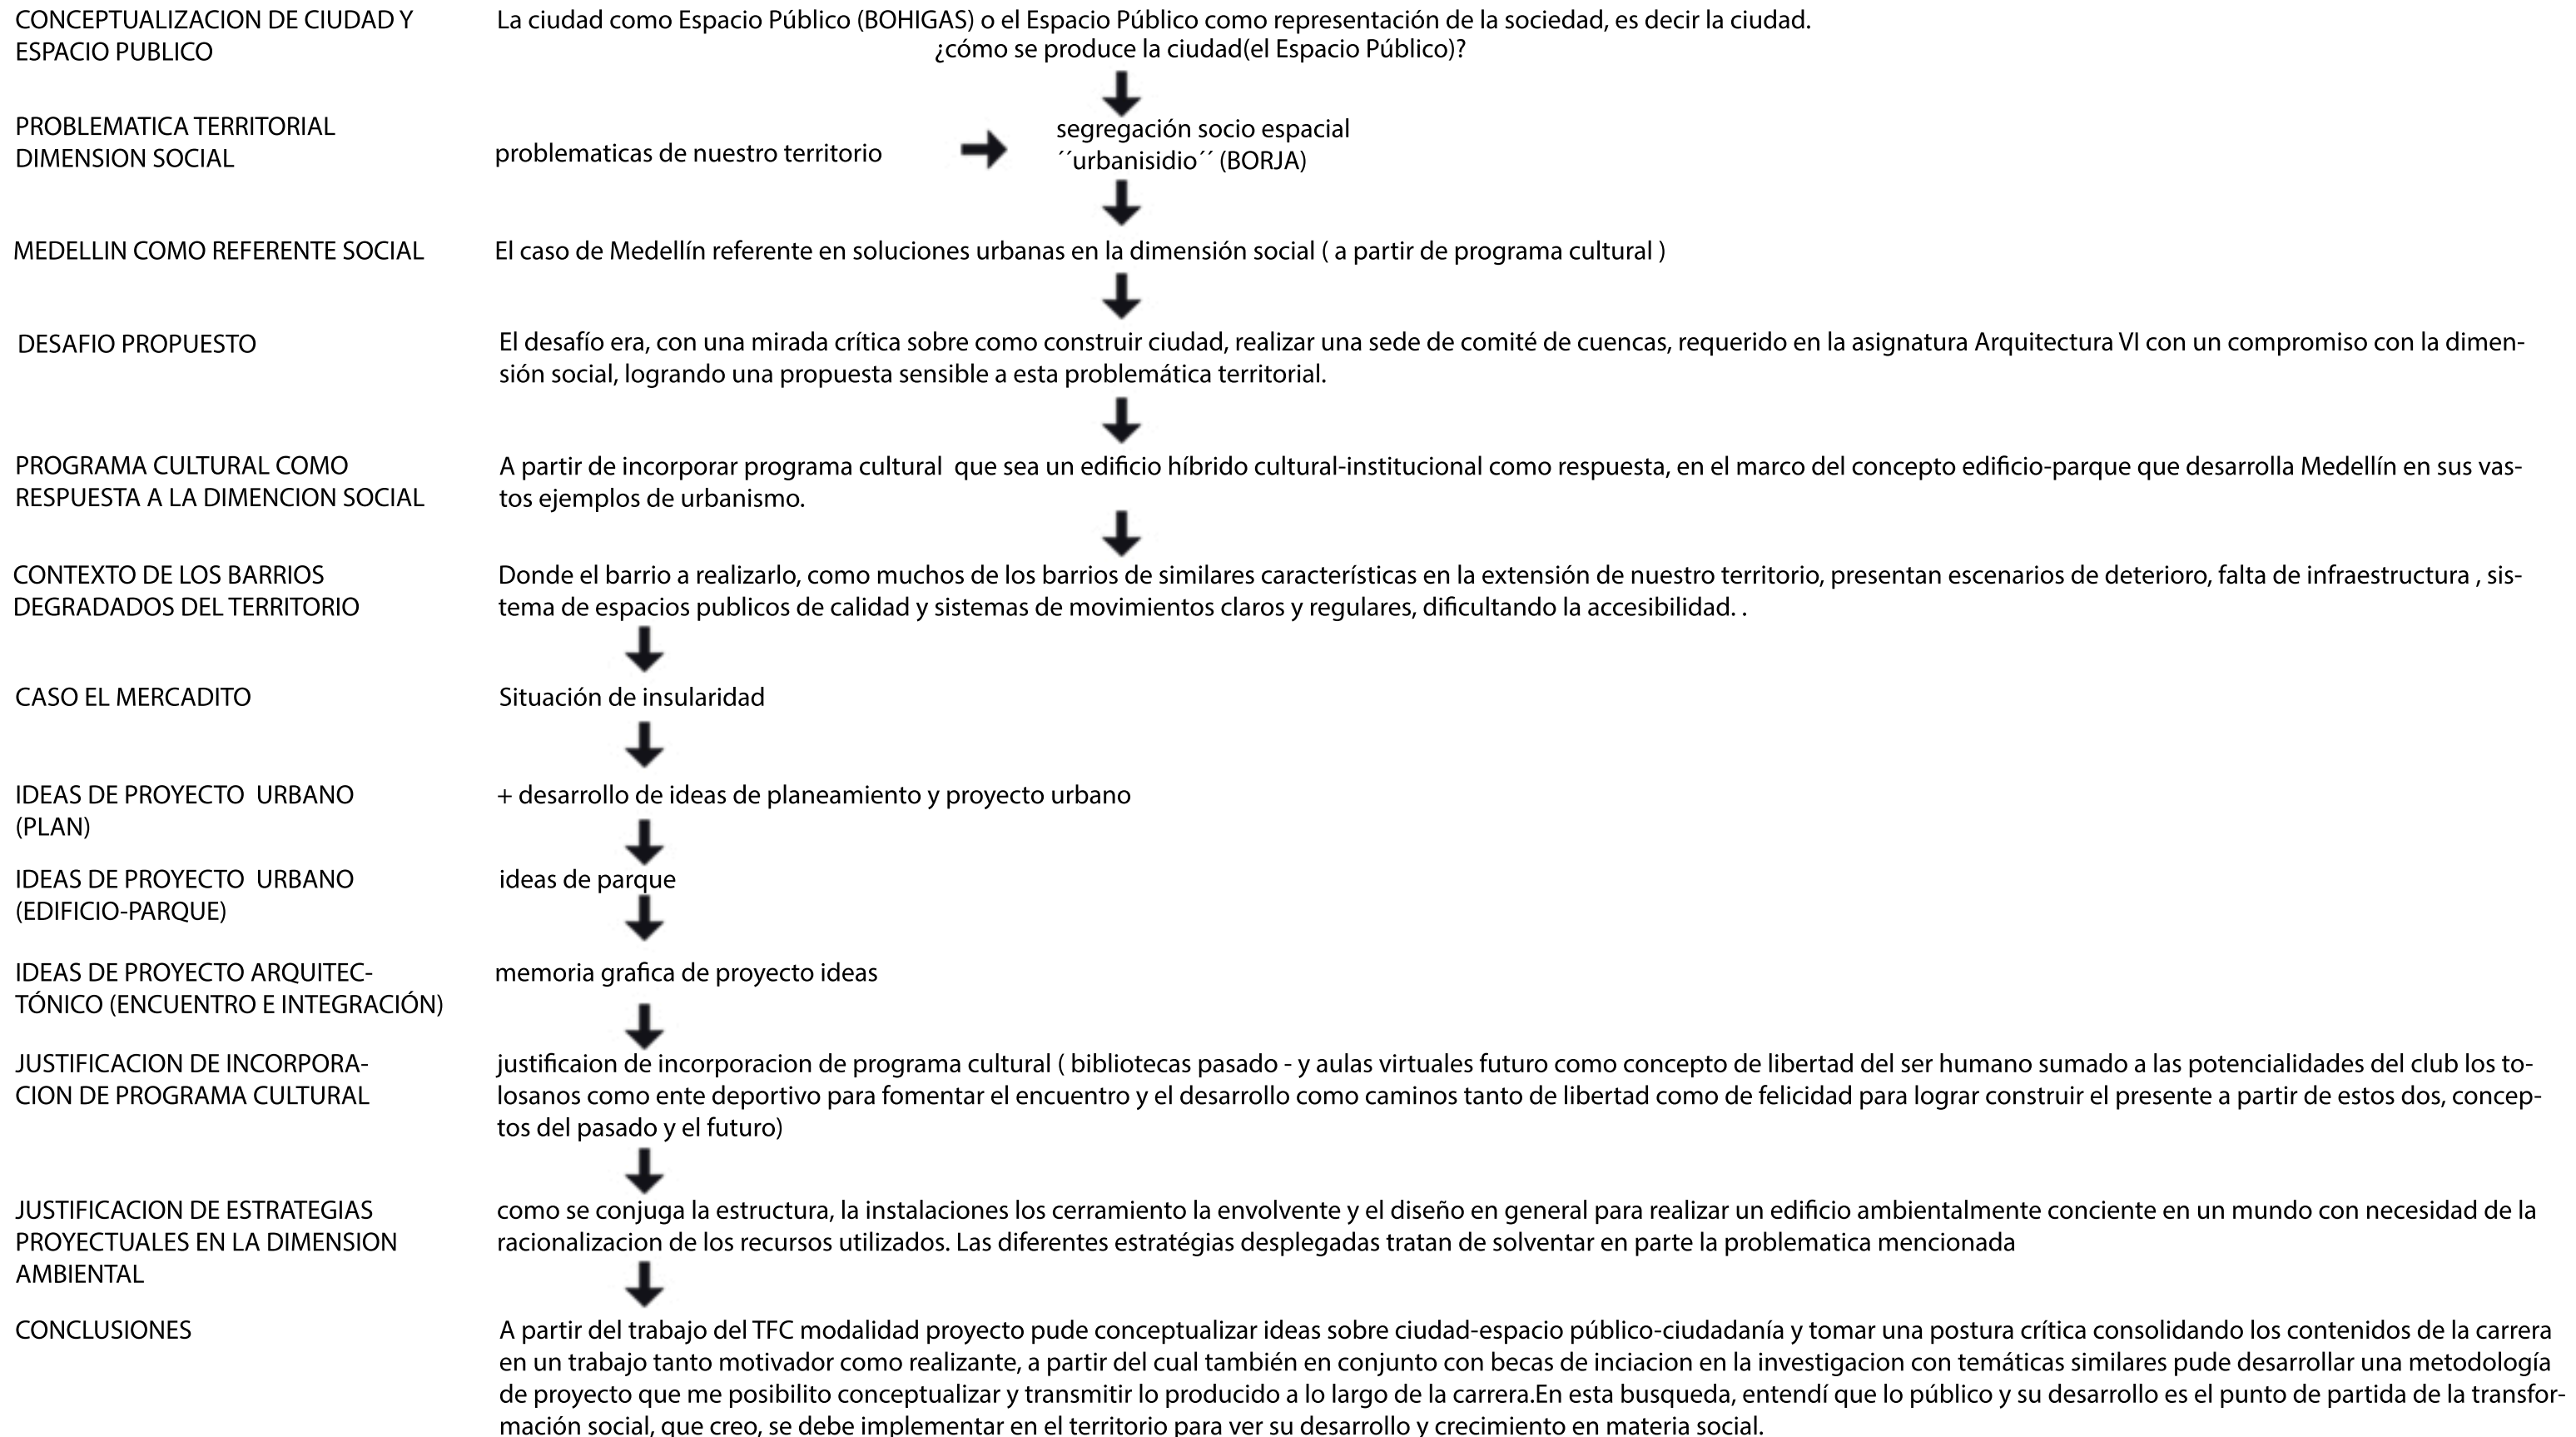 CONCEPTUALIZACION DE CIUDAD Y
ESPACIO PUBLICO
La ciudad como Espacio Público (BOHIGAS) o el Espacio Público como representación de la sociedad, es decir la ciudad.
¿cómo se produce la ciudad(el Espacio Público)?
PROBLEMATICA TERRITORIAL
DIMENSION SOCIAL
problematicas de nuestro territorio
segregación socio espacial
´´urbanisidio´´ (BORJA)
MEDELLIN COMO REFERENTE SOCIAL
El caso de Medellín referente en soluciones urbanas en la dimensión social ( a partir de programa cultural )
DESAFIO PROPUESTO
El desafío era, con una mirada crítica sobre como construir ciudad, realizar una sede de comité de cuencas, requerido en la asignatura Arquitectura VI con un compromiso con la dimen-
sión social, logrando una propuesta sensible a esta problemática territorial.
PROGRAMA CULTURAL COMO
RESPUESTA A LA DIMENCION SOCIAL
A partir de incorporar programa cultural  que sea un edificio híbrido cultural-institucional como respuesta, en el marco del concepto edificio-parque que desarrolla Medellín en sus vas-
tos ejemplos de urbanismo.
CONTEXTO DE LOS BARRIOS
DEGRADADOS DEL TERRITORIO
Donde el barrio a realizarlo, como muchos de los barrios de similares características en la extensión de nuestro territorio, presentan escenarios de deterioro, falta de infraestructura , sis-
tema de espacios publicos de calidad y sistemas de movimientos claros y regulares, dificultando la accesibilidad. .
CASO EL MERCADITO
Situación de insularidad
IDEAS DE PROYECTO  URBANO
(PLAN)
+ desarrollo de ideas de planeamiento y proyecto urbano
IDEAS DE PROYECTO  URBANO
(EDIFICIO-PARQUE)
ideas de parque
IDEAS DE PROYECTO ARQUITEC-
TÓNICO (ENCUENTRO E INTEGRACIÓN)
memoria grafica de proyecto ideas
JUSTIFICACION DE INCORPORA-
CION DE PROGRAMA CULTURAL
justificaion de incorporacion de programa cultural ( bibliotecas pasado - y aulas virtuales futuro como concepto de libertad del ser humano sumado a las potencialidades del club los to-
losanos como ente deportivo para fomentar el encuentro y el desarrollo como caminos tanto de libertad como de felicidad para lograr construir el presente a partir de estos dos, concep-
tos del pasado y el futuro)
JUSTIFICACION DE ESTRATEGIAS
PROYECTUALES EN LA DIMENSION
AMBIENTAL
como se conjuga la estructura, la instalaciones los cerramiento la envolvente y el diseño en general para realizar un edificio ambientalmente conciente en un mundo con necesidad de la
racionalizacion de los recursos utilizados. Las diferentes estratégias desplegadas tratan de solventar en parte la problematica mencionada
CONCLUSIONES
A partir del trabajo del TFC modalidad proyecto pude conceptualizar ideas sobre ciudad-espacio público-ciudadanía y tomar una postura crítica consolidando los contenidos de la carrera
en un trabajo tanto motivador como realizante, a partir del cual también en conjunto con becas de inciacion en la investigacion con temáticas similares pude desarrollar una metodología
de proyecto que me posibilito conceptualizar y transmitir lo producido a lo largo de la carrera.En esta busqueda, entendí que lo público y su desarrollo es el punto de partida de la transfor-
mación social, que creo, se debe implementar en el territorio para ver su desarrollo y crecimiento en materia social.